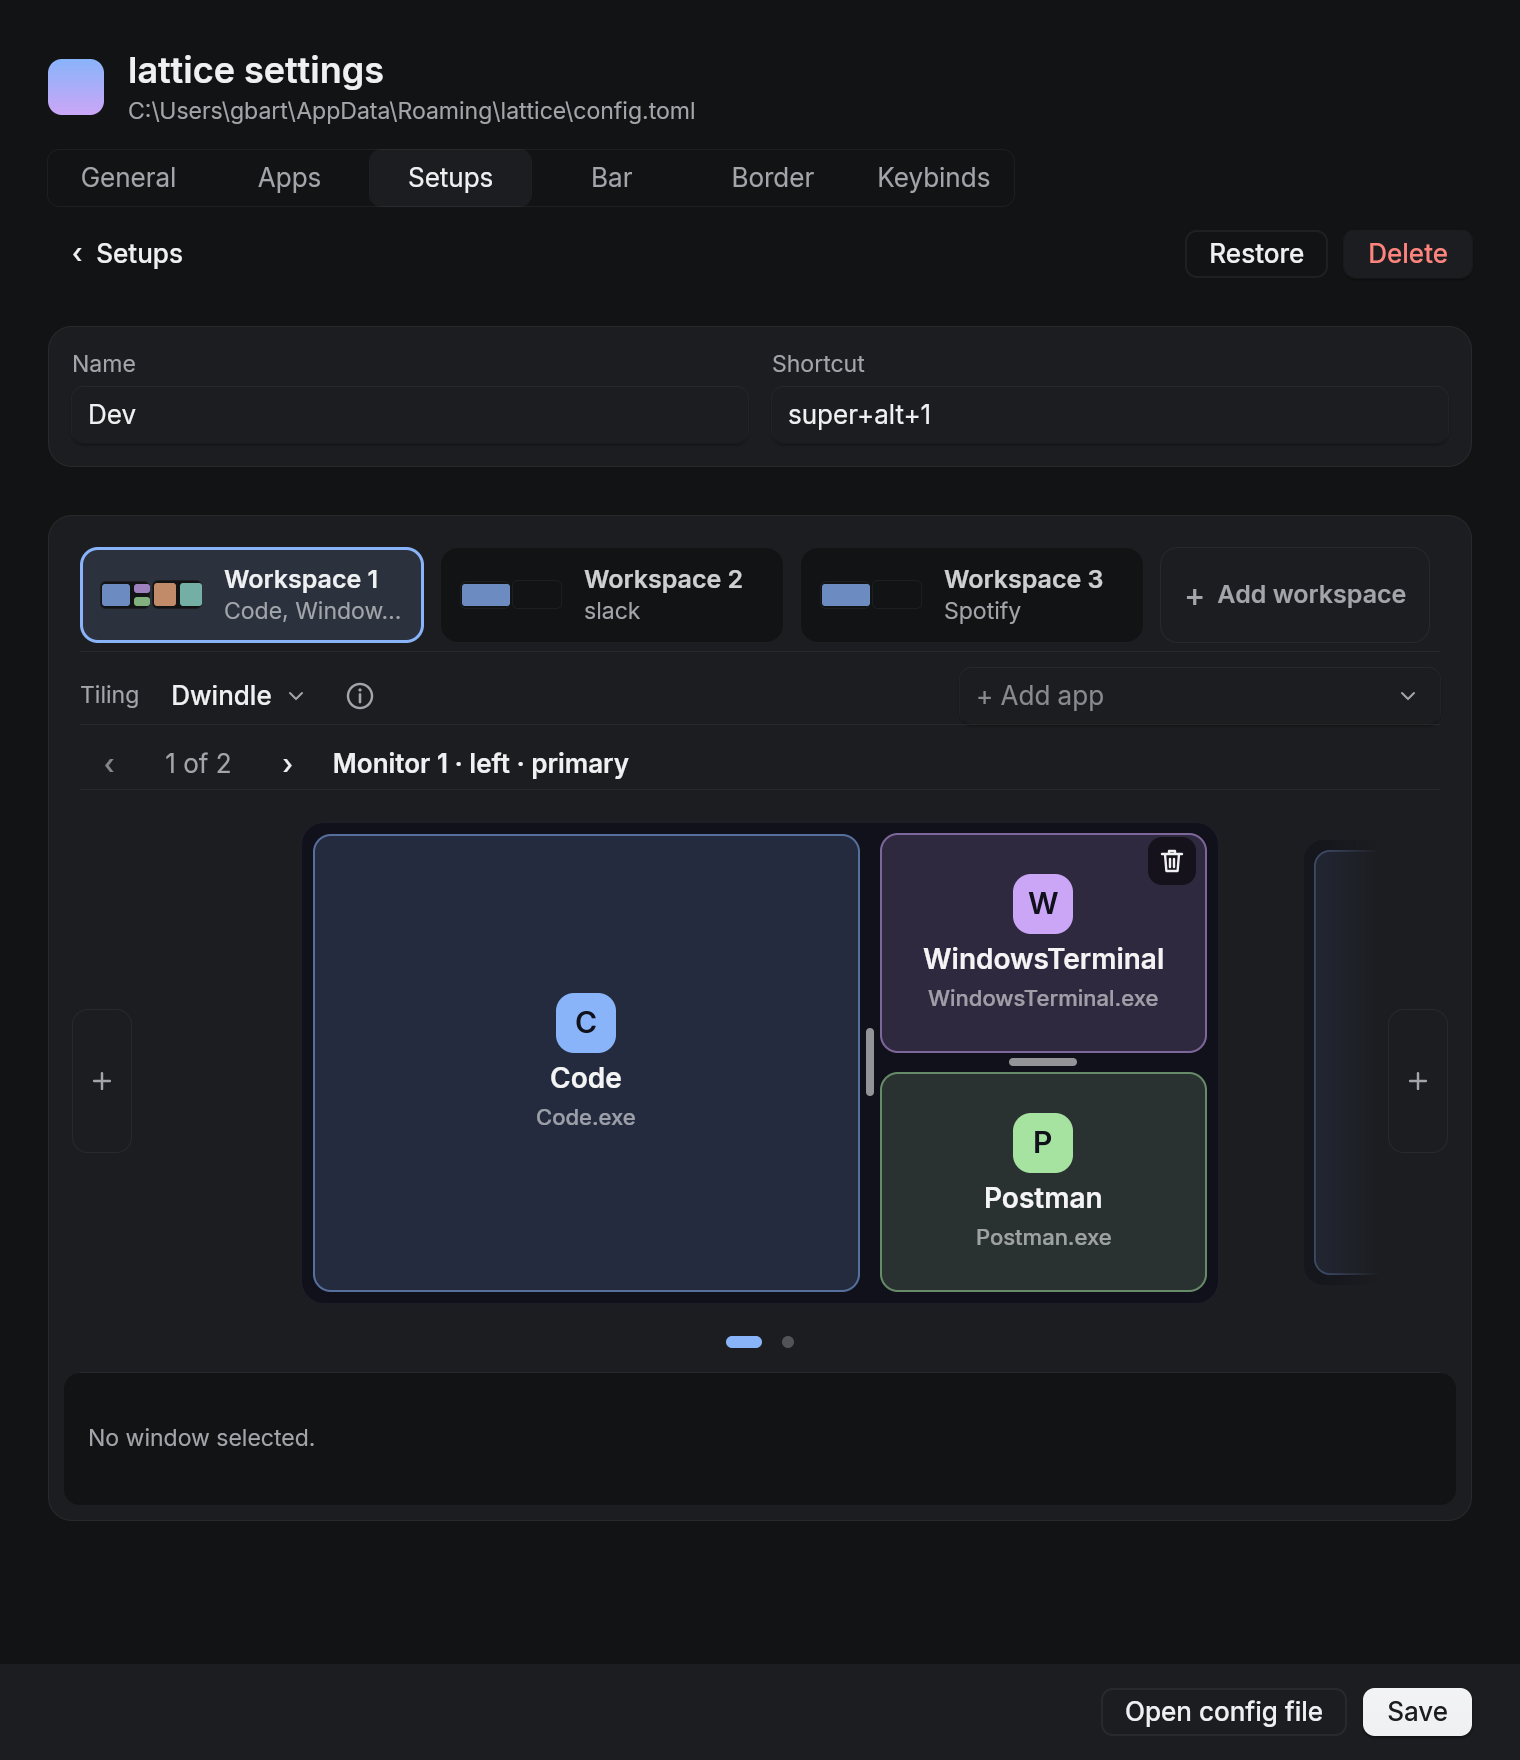 lattice settings
C:\Users\gbart\AppData\Roaming\lattice\config.toml
General Apps Setups Bar Border Keybinds
‹ Setups Restore Delete
Name Shortcut
Dev super+alt+1
Workspace 1 Workspace 2 Workspace 3 + Add workspace
Code, Window... slack Spotify
Tiling Dwindle + Add app
‹ 1 of 2 › Monitor 1 · left · primary
W
WindowsTerminal
WindowsTerminal.exe
C
Code
Code.exe
+ +
P
Postman
Postman.exe
No window selected.
Open config file Save